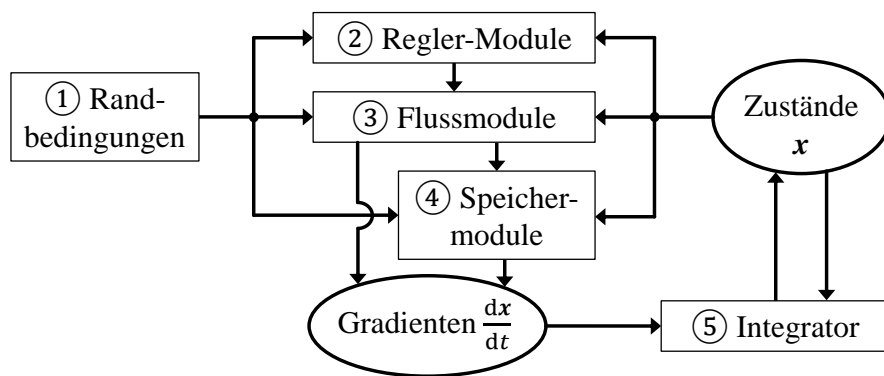 ② Regler-Module
① Rand-
bedingungen
③ Flussmodule
Zustände
x
④ Speicher-
module
Gradienten dx/dt
⑤ Integrator